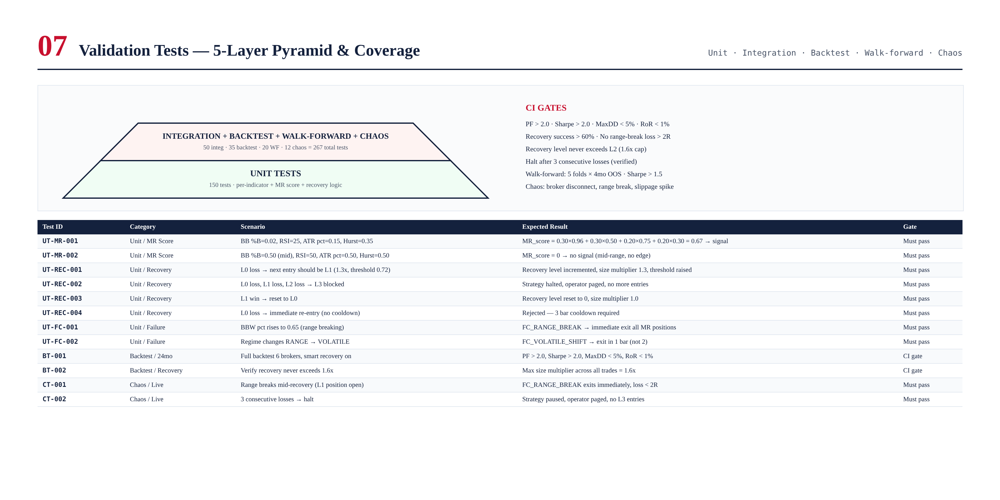 07 Validation Tests — 5-Layer Pyramid & Coverage
Unit · Integration · Backtest · Walk-forward · Chaos
INTEGRATION + BACKTEST + WALK-FORWARD + CHAOS
50 integ · 35 backtest · 20 WF · 12 chaos = 267 total tests
UNIT TESTS
150 tests · per-indicator + MR score + recovery logic
CI GATES
PF > 2.0 · Sharpe > 2.0 · MaxDD < 5% · RoR < 1%
Recovery success > 60% · No range-break loss > 2R
Recovery level never exceeds L2 (1.6x cap)
Halt after 3 consecutive losses (verified)
Walk-forward: 5 folds × 4mo OOS · Sharpe > 1.5
Chaos: broker disconnect, range break, slippage spike
Test ID Category Scenario Expected Result Gate
UT-MR-001 Unit / MR Score BB %B=0.02, RSI=25, ATR pct=0.15, Hurst=0.35 MR_score = 0.30×0.96 + 0.30×0.50 + 0.20×0.75 + 0.20×0.30 = 0.67 → signal Must pass
UT-MR-002 Unit / MR Score BB %B=0.50 (mid), RSI=50, ATR pct=0.50, Hurst=0.50 MR_score = 0 → no signal (mid-range, no edge) Must pass
UT-REC-001 Unit / Recovery L0 loss → next entry should be L1 (1.3x, threshold 0.72) Recovery level incremented, size multiplier 1.3, threshold raised Must pass
UT-REC-002 Unit / Recovery L0 loss, L1 loss, L2 loss → L3 blocked Strategy halted, operator paged, no more entries Must pass
UT-REC-003 Unit / Recovery L1 win → reset to L0 Recovery level reset to 0, size multiplier 1.0 Must pass
UT-REC-004 Unit / Recovery L0 loss → immediate re-entry (no cooldown) Rejected — 3 bar cooldown required Must pass
UT-FC-001 Unit / Failure BBW pct rises to 0.65 (range breaking) FC_RANGE_BREAK → immediate exit all MR positions Must pass
UT-FC-002 Unit / Failure Regime changes RANGE → VOLATILE FC_VOLATILE_SHIFT → exit in 1 bar (not 2) Must pass
BT-001 Backtest / 24mo Full backtest 6 brokers, smart recovery on PF > 2.0, Sharpe > 2.0, MaxDD < 5%, RoR < 1% CI gate
BT-002 Backtest / Recovery Verify recovery never exceeds 1.6x Max size multiplier across all trades = 1.6x CI gate
CT-001 Chaos / Live Range breaks mid-recovery (L1 position open) FC_RANGE_BREAK exits immediately, loss < 2R Must pass
CT-002 Chaos / Live 3 consecutive losses → halt Strategy paused, operator paged, no L3 entries Must pass